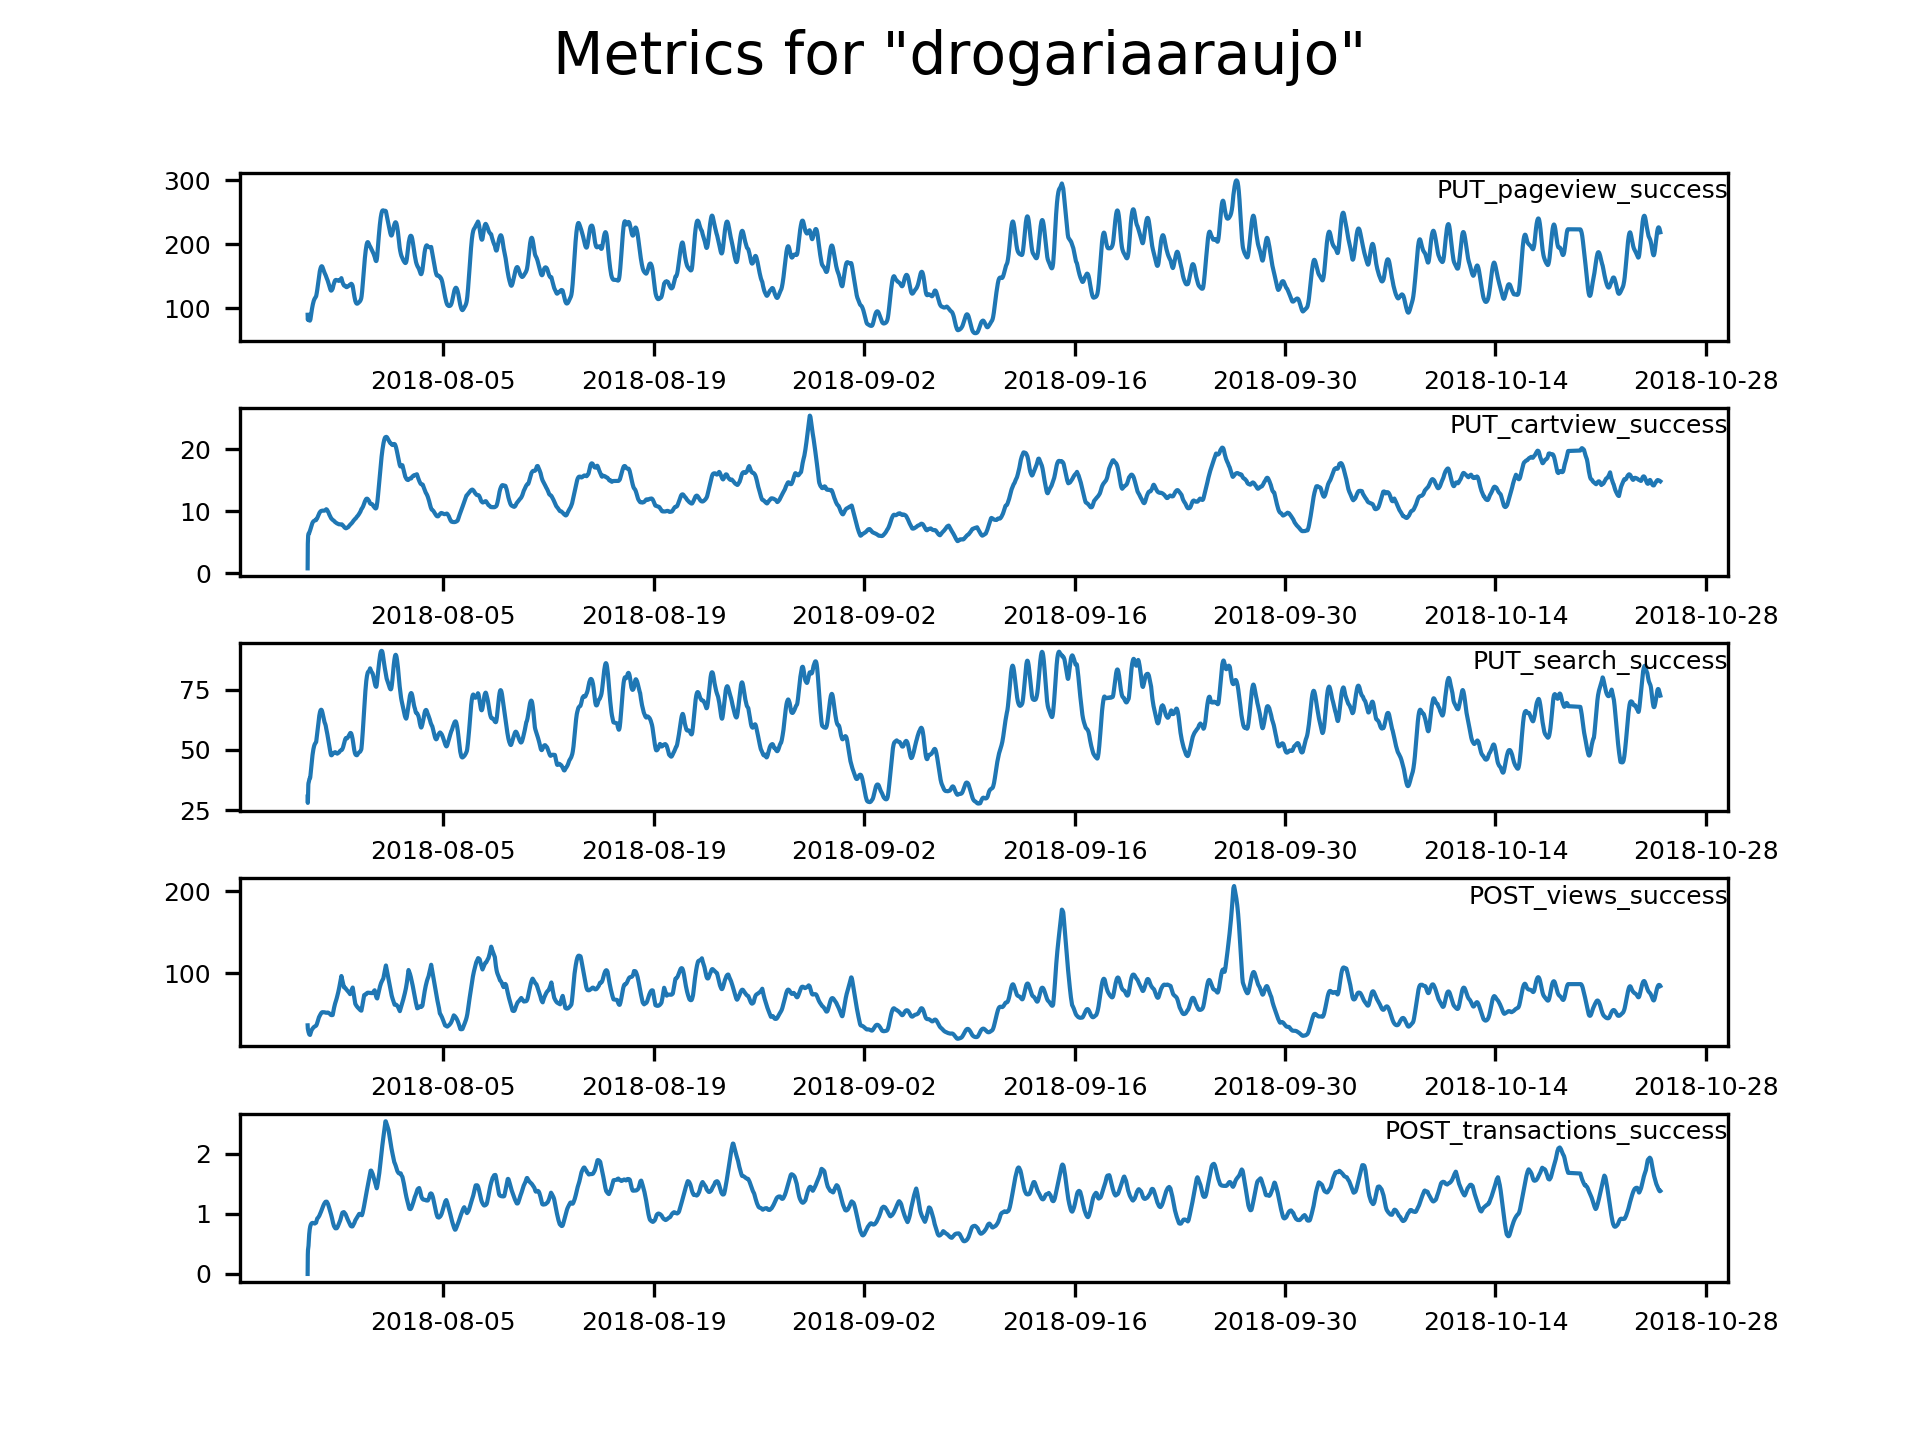 Metrics for "drogariaaraujo"
300
200
100
PUT_pageview_success
2018-08-05 2018-08-19 2018-09-02 2018-09-16 2018-09-30 2018-10-14 2018-10-28
20
10
0
PUT_cartview_success
2018-08-05 2018-08-19 2018-09-02 2018-09-16 2018-09-30 2018-10-14 2018-10-28
75
50
25
PUT_search_success
2018-08-05 2018-08-19 2018-09-02 2018-09-16 2018-09-30 2018-10-14 2018-10-28
200
100
POST_views_success
2018-08-05 2018-08-19 2018-09-02 2018-09-16 2018-09-30 2018-10-14 2018-10-28
2
1
0
POST_transactions_success
2018-08-05 2018-08-19 2018-09-02 2018-09-16 2018-09-30 2018-10-14 2018-10-28